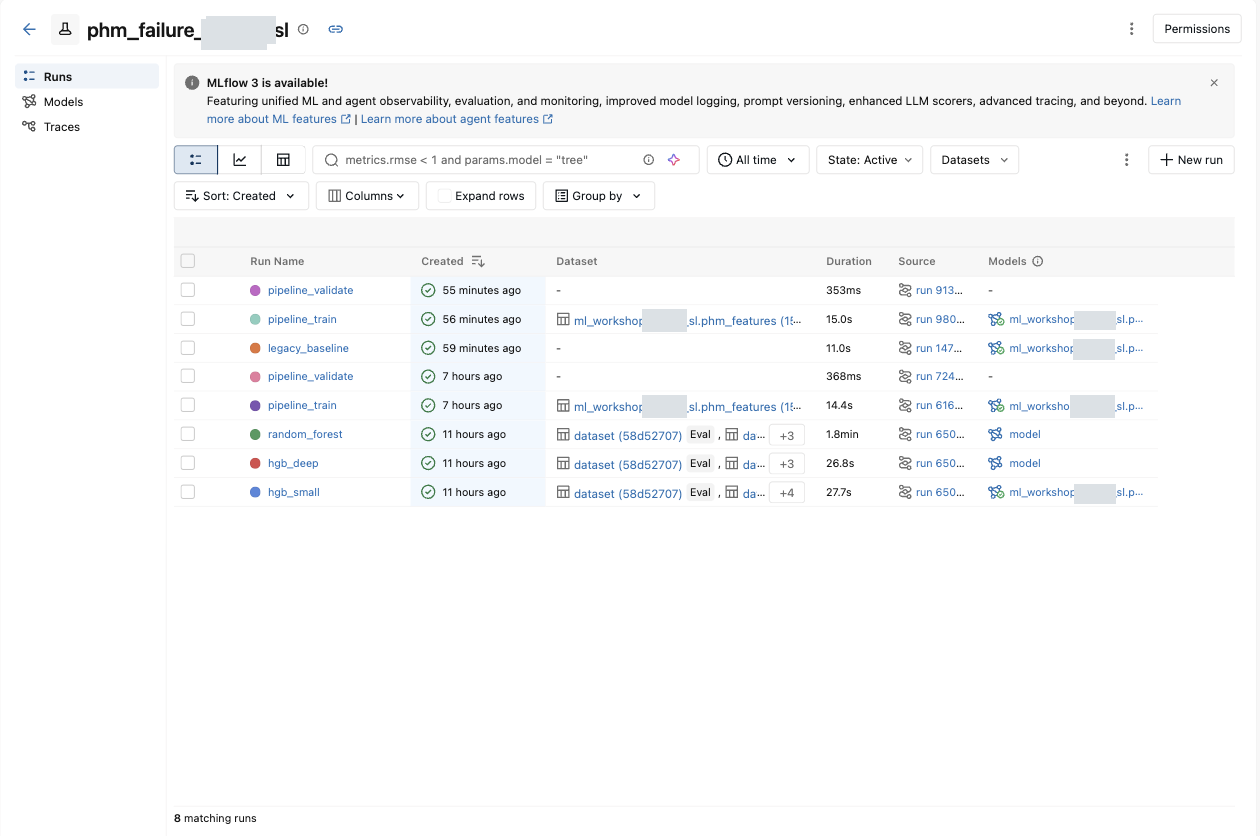 phm_failure_ sl
Permissions
Runs
Models
Traces
MLflow 3 is available!
Featuring unified ML and agent observability, evaluation, and monitoring, improved model logging, prompt versioning, enhanced LLM scorers, advanced tracing, and beyond. Learn
more about ML features | Learn more about agent features
metrics.rmse < 1 and params.model = "tree"
All time
State: Active
Datasets
New run
Sort: Created
Columns
Expand rows
Group by
Run Name Created Dataset Duration Source Models
pipeline_validate 55 minutes ago - 353ms run 913... -
pipeline_train 56 minutes ago ml_workshop _sl.phm_features (15... 15.0s run 980... ml_workshop _sl.p...
legacy_baseline 59 minutes ago - 11.0s run 147... ml_workshop sl.p...
pipeline_validate 7 hours ago - 368ms run 724... -
pipeline_train 7 hours ago ml_workshop _sl.phm_features (15... 14.4s run 616... ml_worksho _sl.p...
random_forest 11 hours ago dataset (58d52707) Eval , da... +3 1.8min run 650... model
hgb_deep 11 hours ago dataset (58d52707) Eval , da... +3 26.8s run 650... model
hgb_small 11 hours ago dataset (58d52707) Eval , da... +4 27.7s run 650... ml_workshop sl.p...
8 matching runs